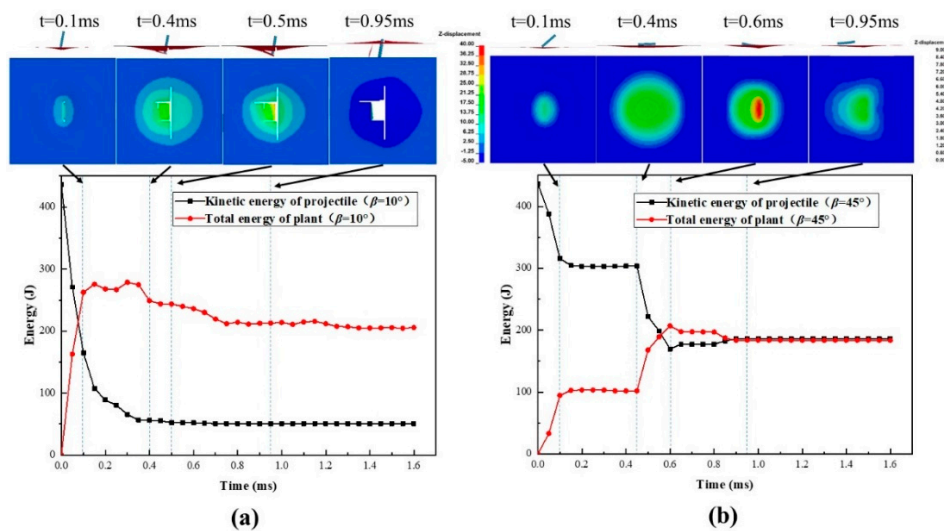 t=0.1ms t=0.4ms t=0.5ms t=0.95ms
Z-displacement
40.00
36.25
32.50
28.75
25.00
21.25
17.50
13.75
10.00
6.25
2.50
-1.25
-5.00
400
300
200
100
0
Energy (J)
Kinetic energy of projectile (β=10°)
Total energy of plant (β=10°)
0.0 0.2 0.4 0.6 0.8 1.0 1.2 1.4 1.6
Time (ms)
(a)
t=0.1ms t=0.4ms t=0.6ms t=0.95ms
Z-displacement
400
300
200
100
0
Energy (J)
Kinetic energy of projectile (β=45°)
Total energy of plant (β=45°)
0.0 0.2 0.4 0.6 0.8 1.0 1.2 1.4 1.6
Time (ms)
(b)